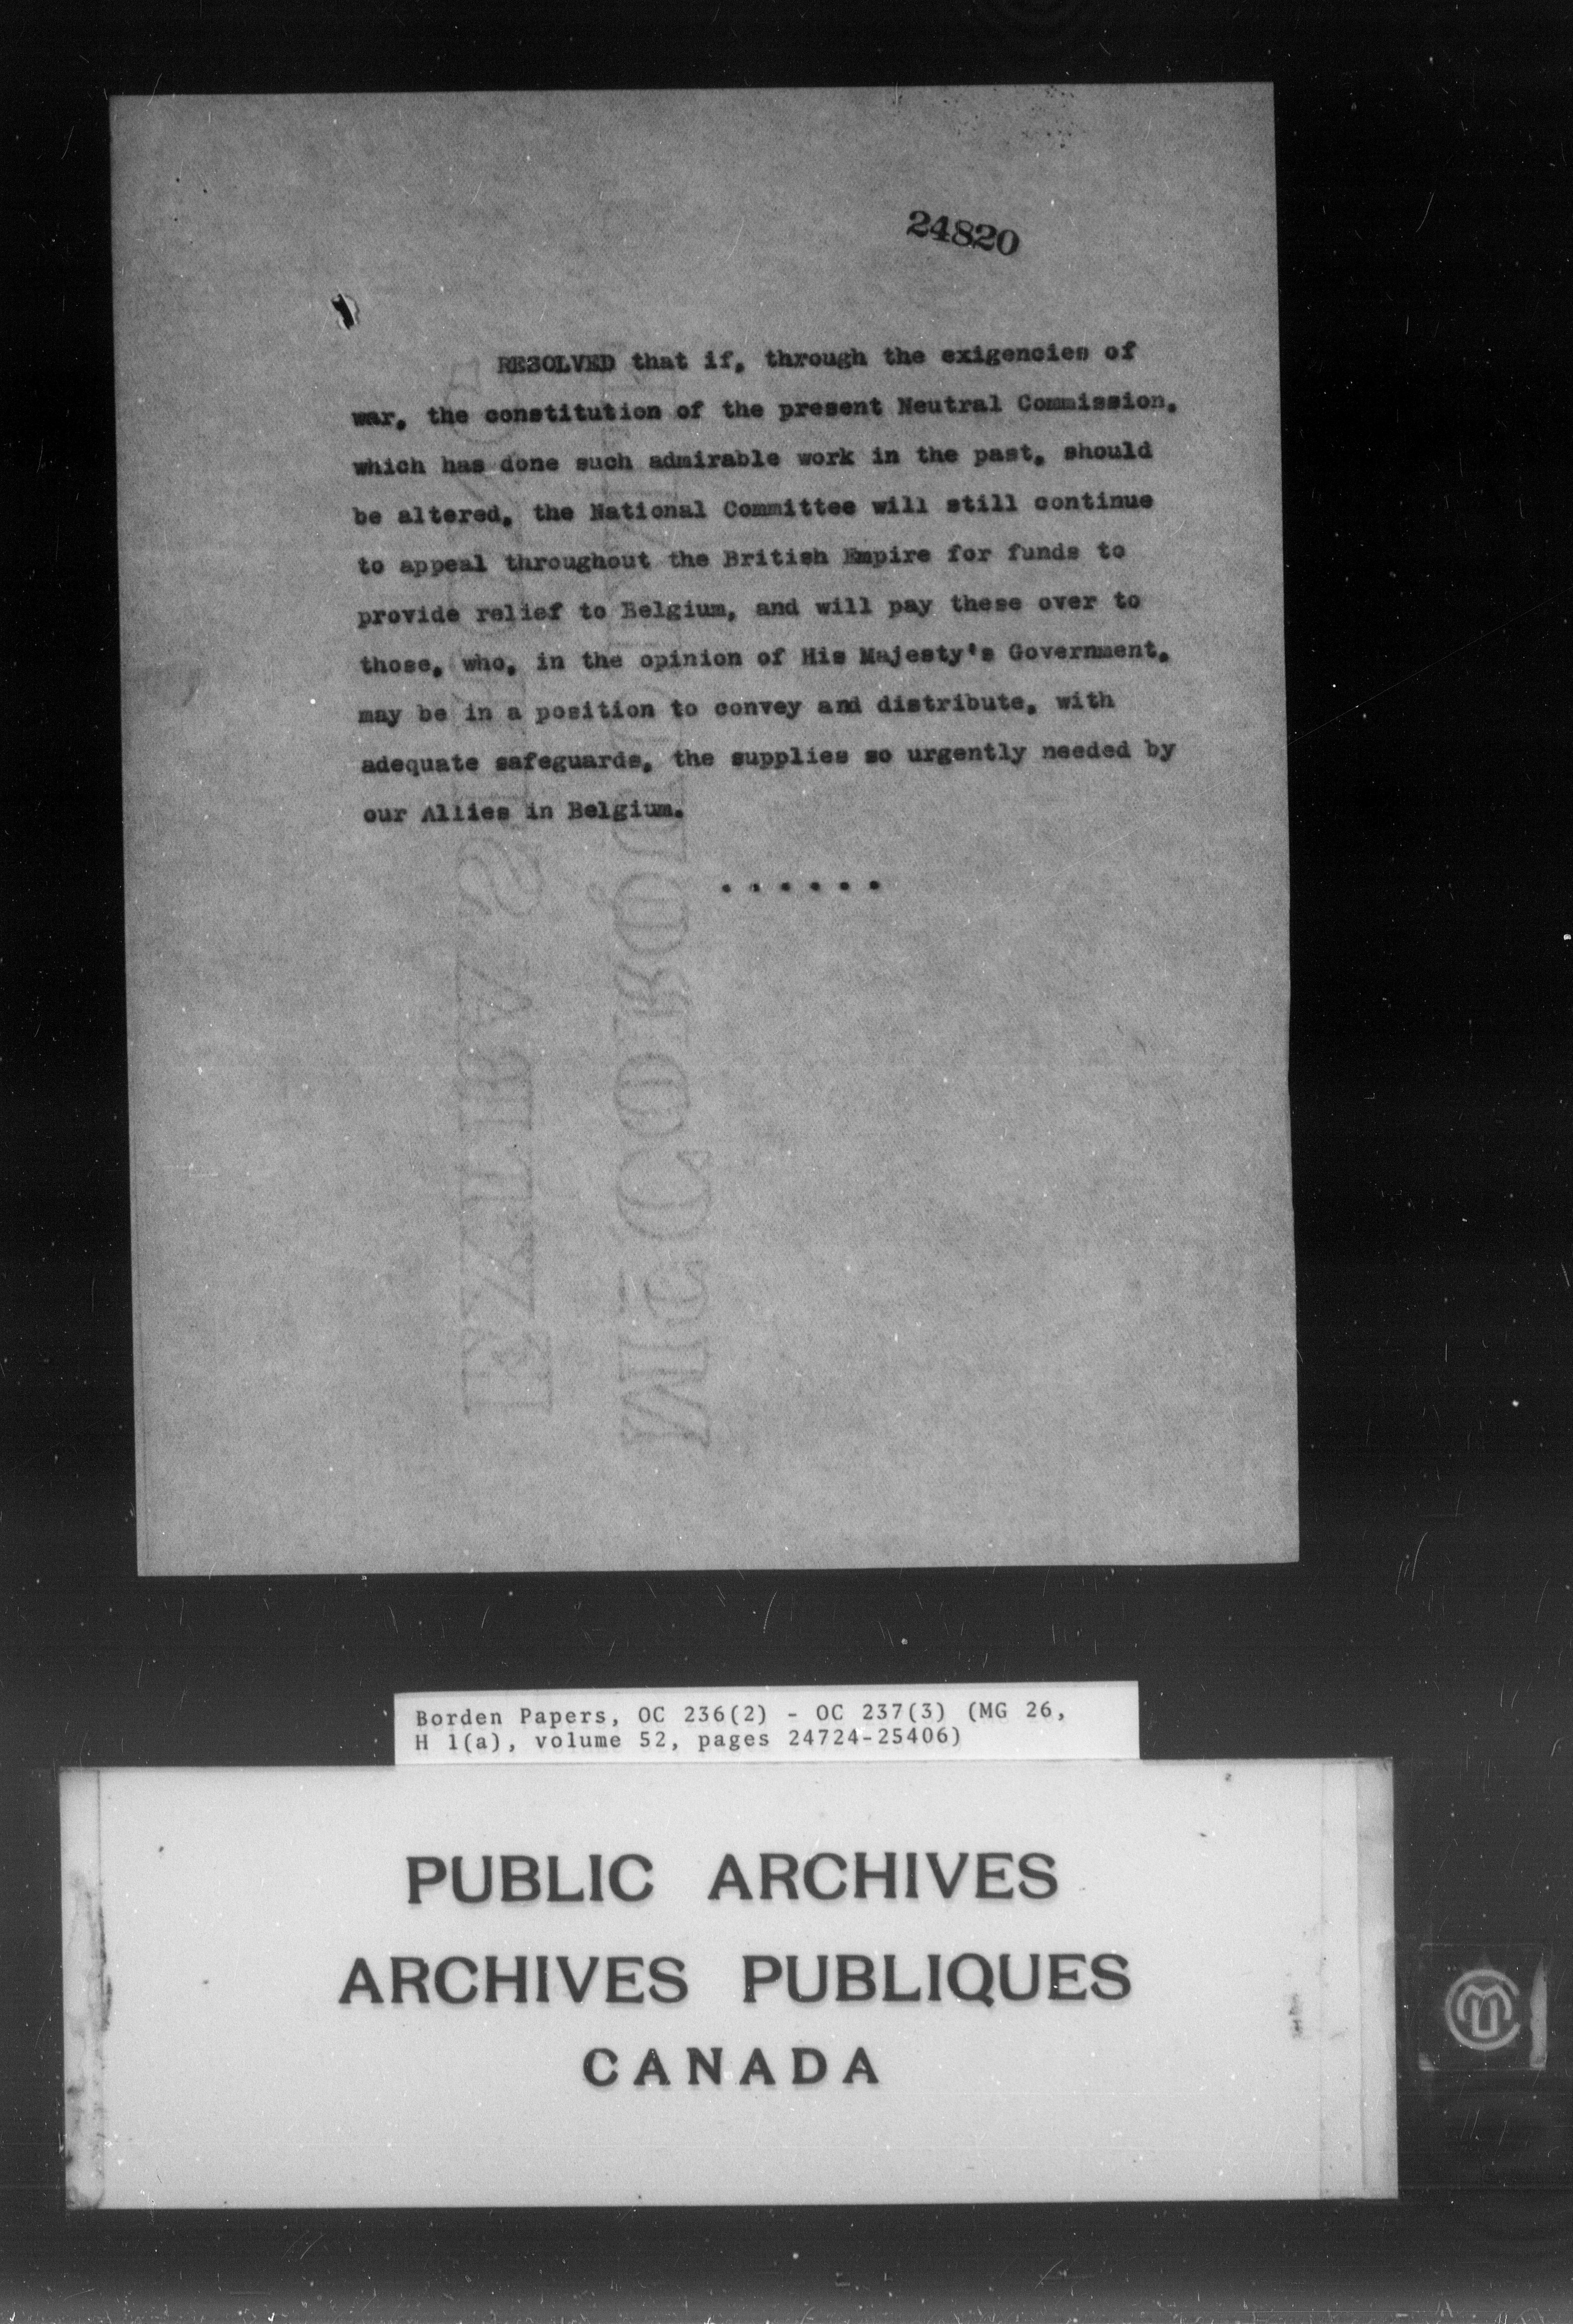 24820
RESOLVED that if, through the exigencies of
war, the constitution of the present Neutral Commission,
which has done such admirable work in the past, should
be altered, the National Committee will still continue
to appeal throughout the British Empire for funds to
provide relief to Belgium, and will pay these over to
those, who, in the opinion of His Majesty's Government,
may be in a position to convey and distribute, with
adequate safeguards, the supplies so urgently needed by
our Allies in Belgium.
. . . . . .
Borden Papers, OC 236(2) - OC 237(3) (MG 26,
H 1(a), volume 52, pages 24724-25406)
PUBLIC ARCHIVES
ARCHIVES PUBLIQUES
CANADA